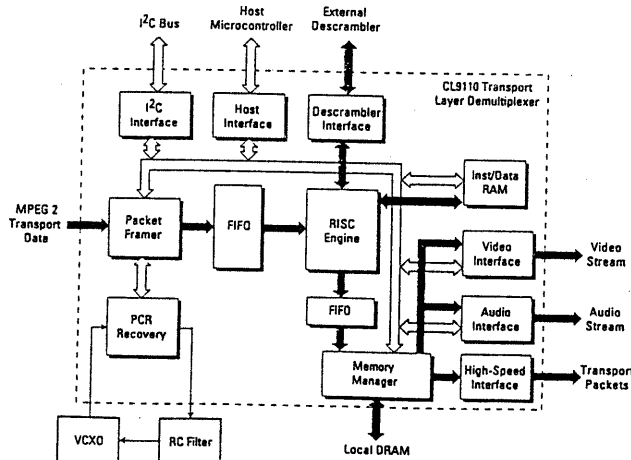 I²C Bus
Host
Microcontroller
External
Descrambler
CL9110 Transport
Layer Demultiplexer
I²C
Interface
Host
Interface
Descrambler
Interface
Inst/Data
RAM
MPEG 2
Transport
Data
Packet
Framer
FIFO
RISC
Engine
Video
Interface
Video
Stream
PCR
Recovery
FIFO
Audio
Interface
Audio
Stream
Memory
Manager
High-Speed
Interface
Transport
Packets
VCXO
RC Filter
Local DRAM